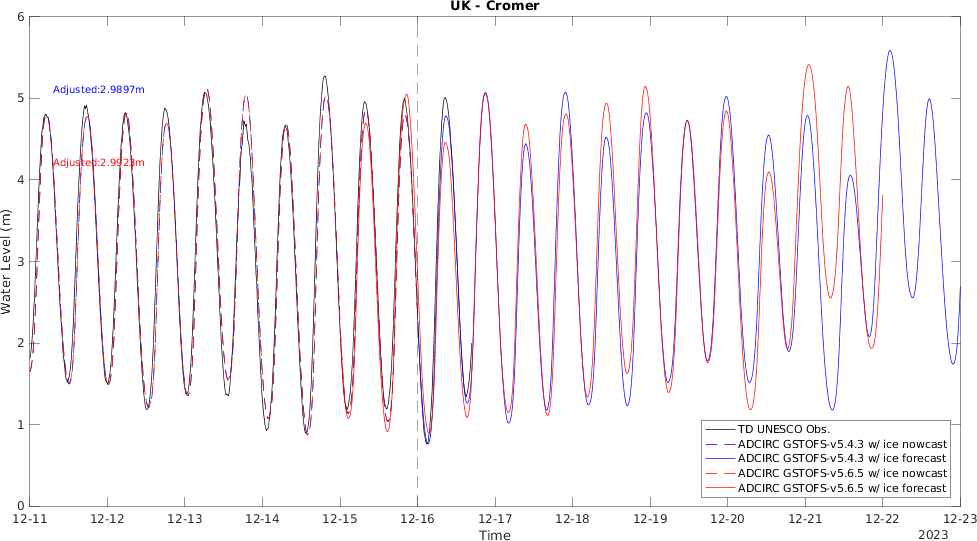 UK - Cromer
6
5
4
3
2
1
0
Water Level (m)
Adjusted:2.9897m
Adjusted:2.9923m
TD UNESCO Obs.
ADCIRC GSTOFS-v5.4.3 w/ ice nowcast
ADCIRC GSTOFS-v5.4.3 w/ ice forecast
ADCIRC GSTOFS-v5.6.5 w/ ice nowcast
ADCIRC GSTOFS-v5.6.5 w/ ice forecast
12-11 12-12 12-13 12-14 12-15 12-16 12-17 12-18 12-19 12-20 12-21 12-22 12-23
Time
2023